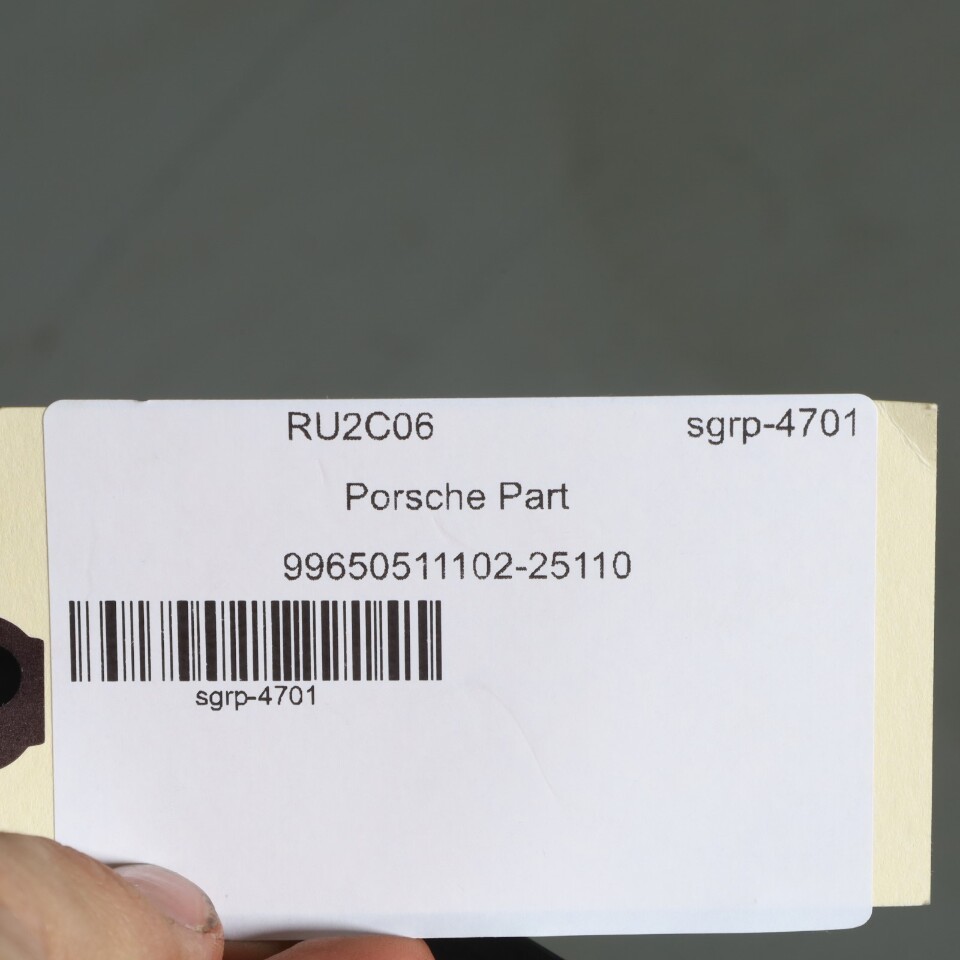 RU2C06 sgrp-4701
Porsche Part
99650511102-25110
sgrp-4701